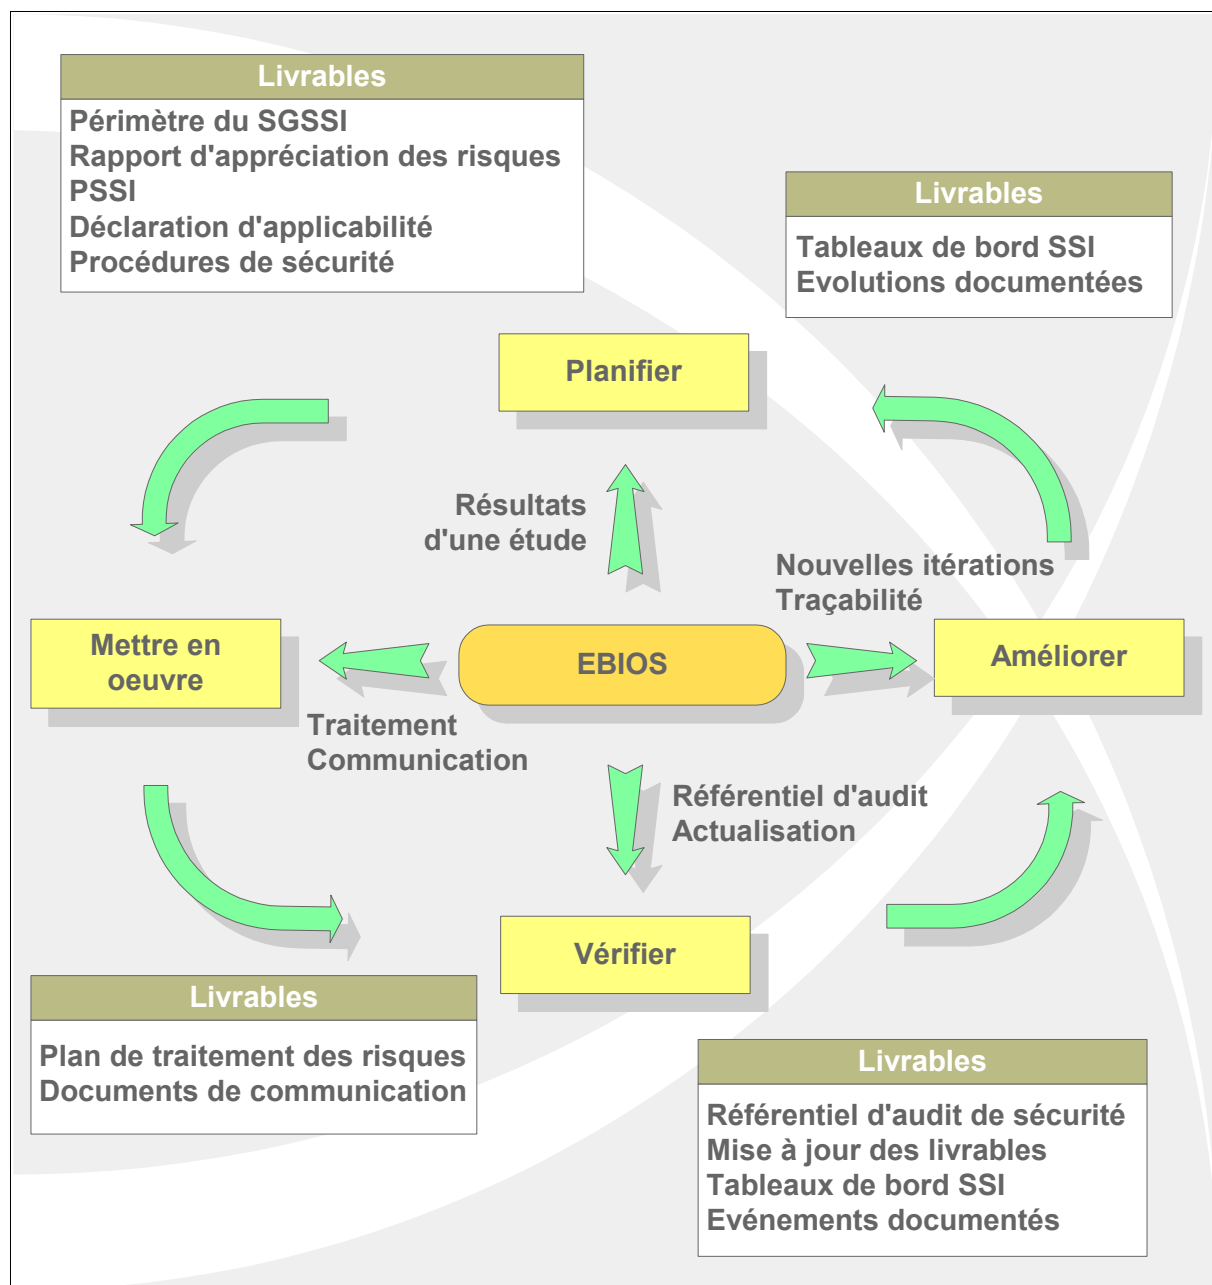 Livrables
Périmètre du SGSSI
Rapport d'appréciation des risques
PSSI
Déclaration d'applicabilité
Procédures de sécurité
Livrables
Tableaux de bord SSI
Evolutions documentées
Planifier
Résultats
d'une étude
Nouvelles itérations
Traçabilité
Mettre en
oeuvre
EBIOS
Améliorer
Traitement
Communication
Référentiel d'audit
Actualisation
Vérifier
Livrables
Plan de traitement des risques
Documents de communication
Livrables
Référentiel d'audit de sécurité
Mise à jour des livrables
Tableaux de bord SSI
Evénements documentés